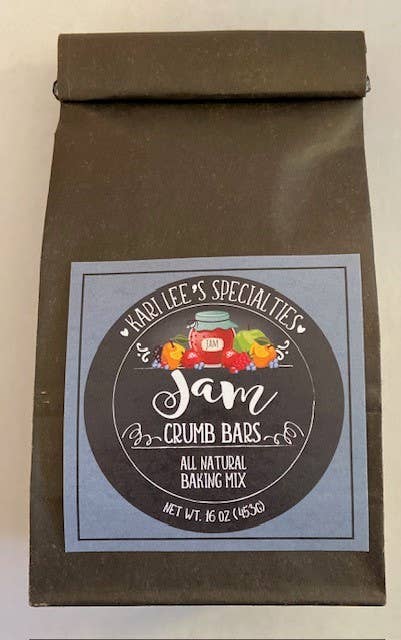 KARI LEE'S SPECIALTIES
JAM
Jam
CRUMB BARS
ALL NATURAL
BAKING MIX
NET WT. 16 OZ (453G)